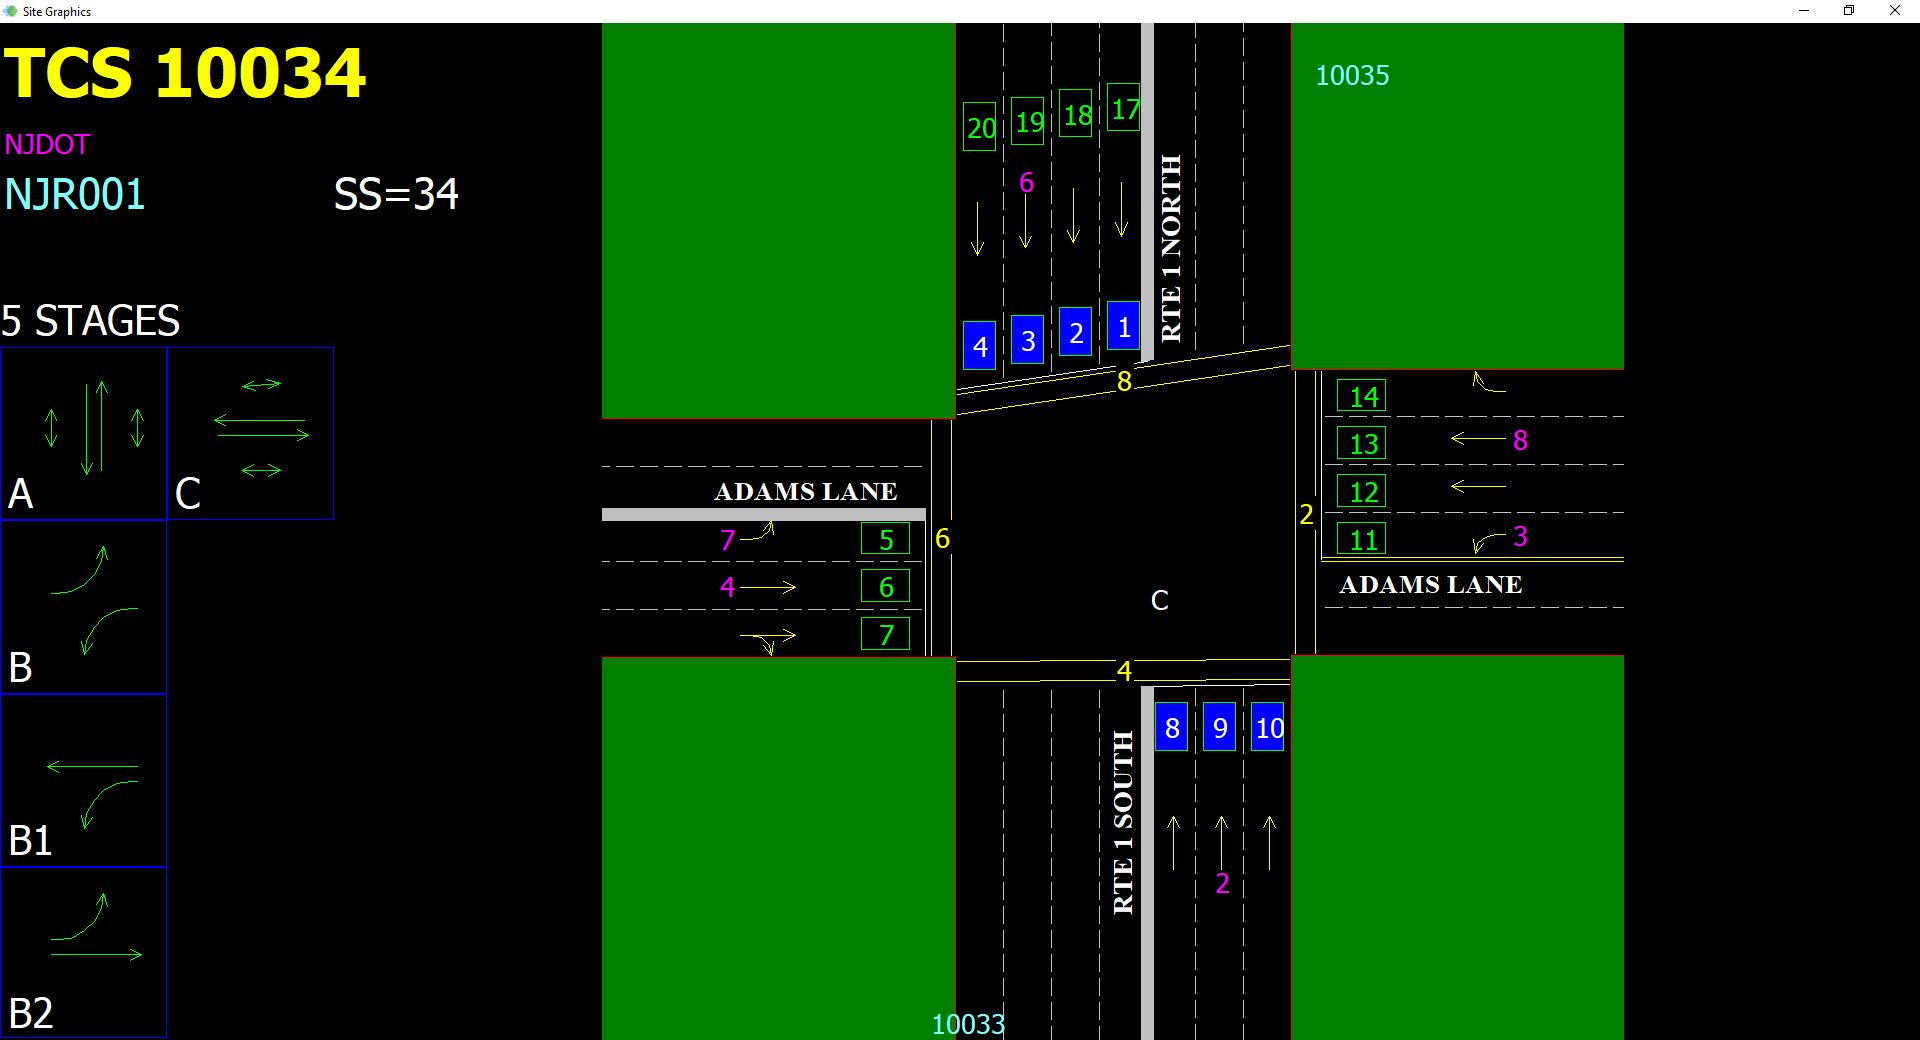 Site Graphics
TCS 10034
NJDOT
NJR001
SS=34
5 STAGES
A
C
B
B1
B2
10035
20
19
18
17
6
RTE 1 NORTH
4
3
2
1
8
14
13
8
12
11
3
2
ADAMS LANE
ADAMS LANE
7
5
6
4
6
7
C
4
8
9
10
RTE 1 SOUTH
2
10033